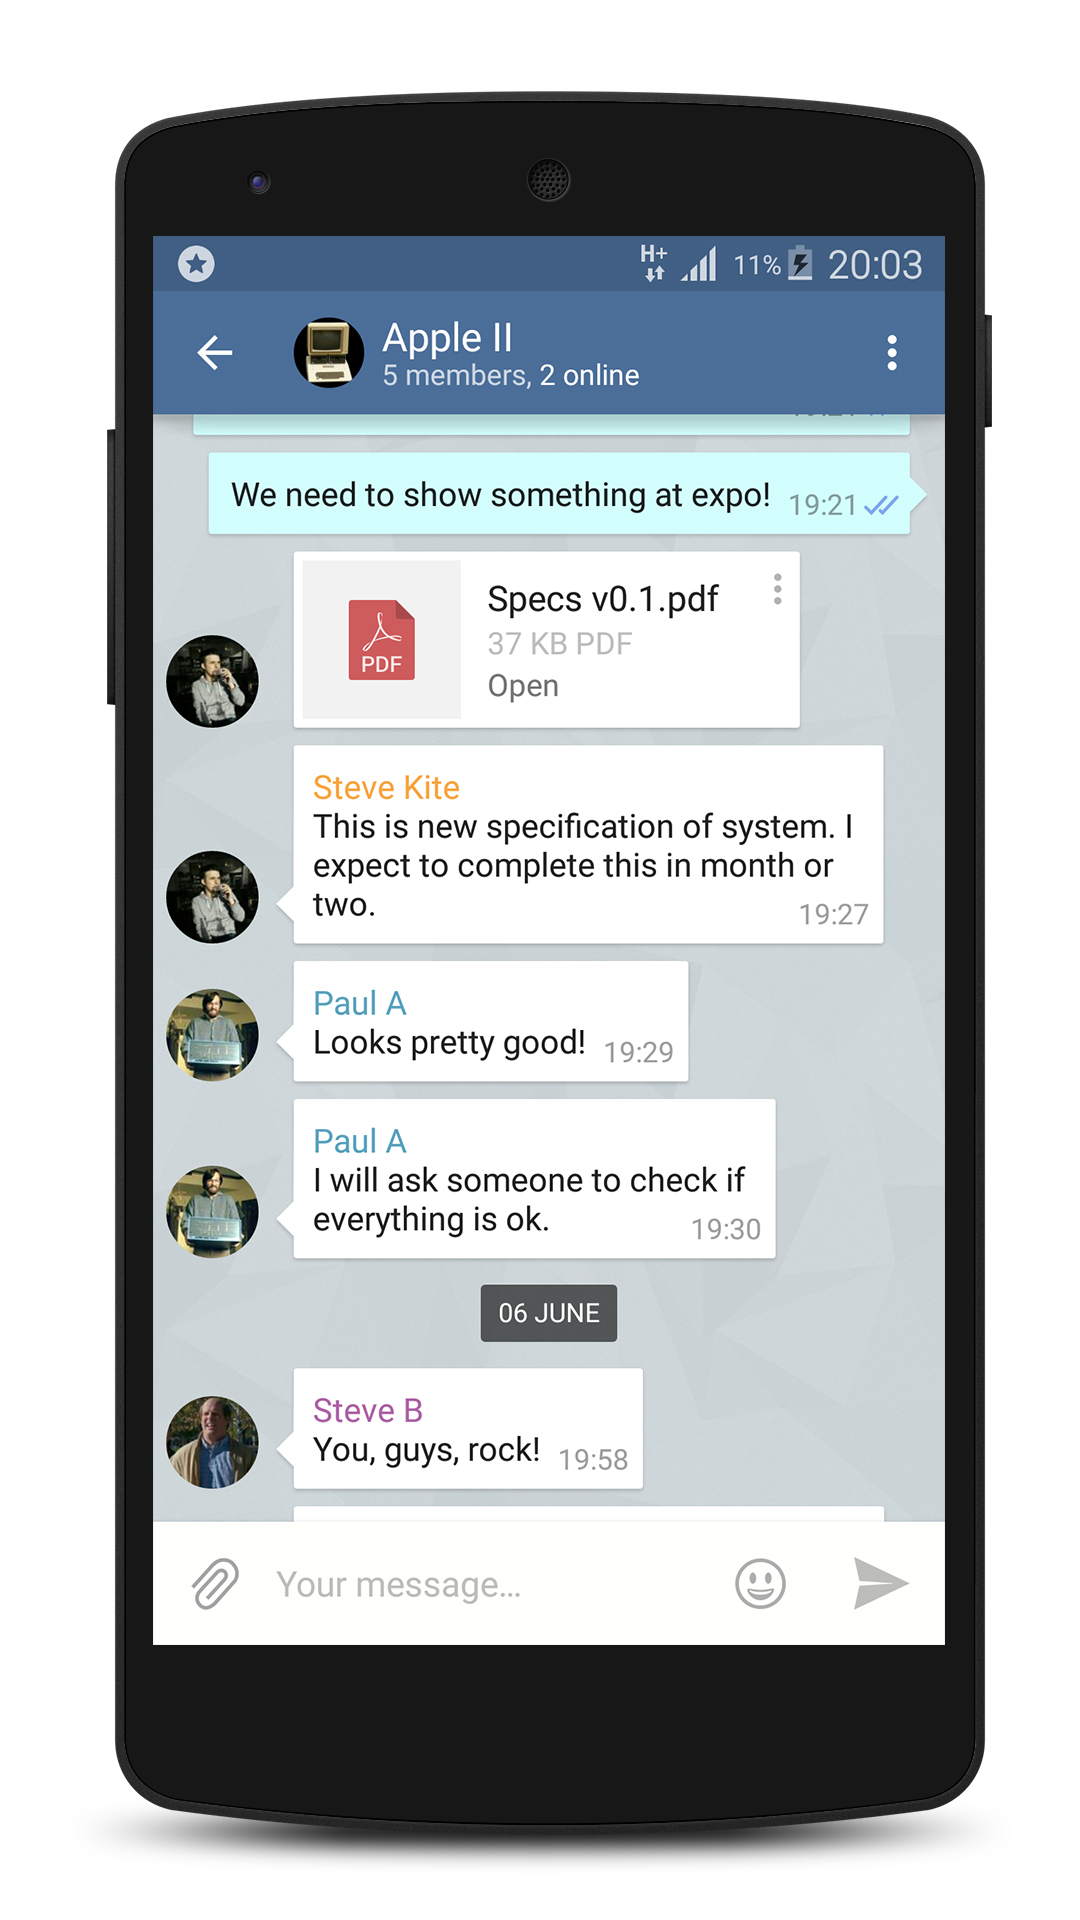 H+ 11% 20:03
Apple II
5 members, 2 online
We need to show something at expo! 19:21
Specs v0.1.pdf
37 KB PDF
Open
PDF
Steve Kite
This is new specification of system. I
expect to complete this in month or
two.
19:27
Paul A
Looks pretty good! 19:29
Paul A
I will ask someone to check if
everything is ok.
19:30
06 JUNE
Steve B
You, guys, rock! 19:58
Your message...